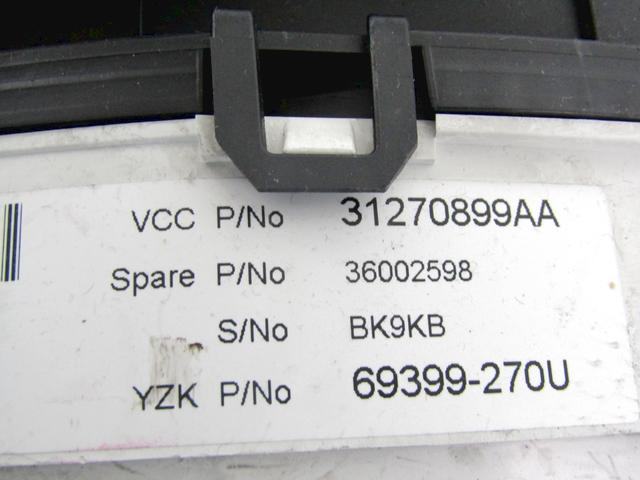 VCC P/No 31270899AA
Spare P/No 36002598
S/No BK9KB
YZK P/No 69399-270U